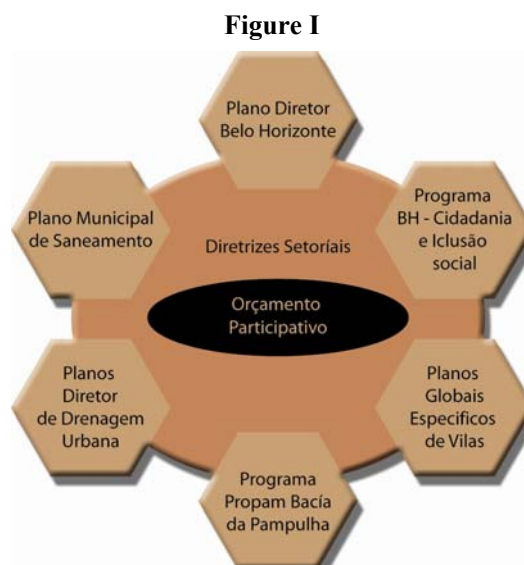 Figure I
Plano Diretor
Belo Horizonte
Plano Municipal
de Saneamento
Programa
BH - Cidadania
e Iclusão
social
Diretrizes Setoríais
Orçamento
Participativo
Planos
Diretor
de Drenagem
Urbana
Planos
Globais
Especificos
de Vilas
Programa
Propam Bacía
da Pampulha